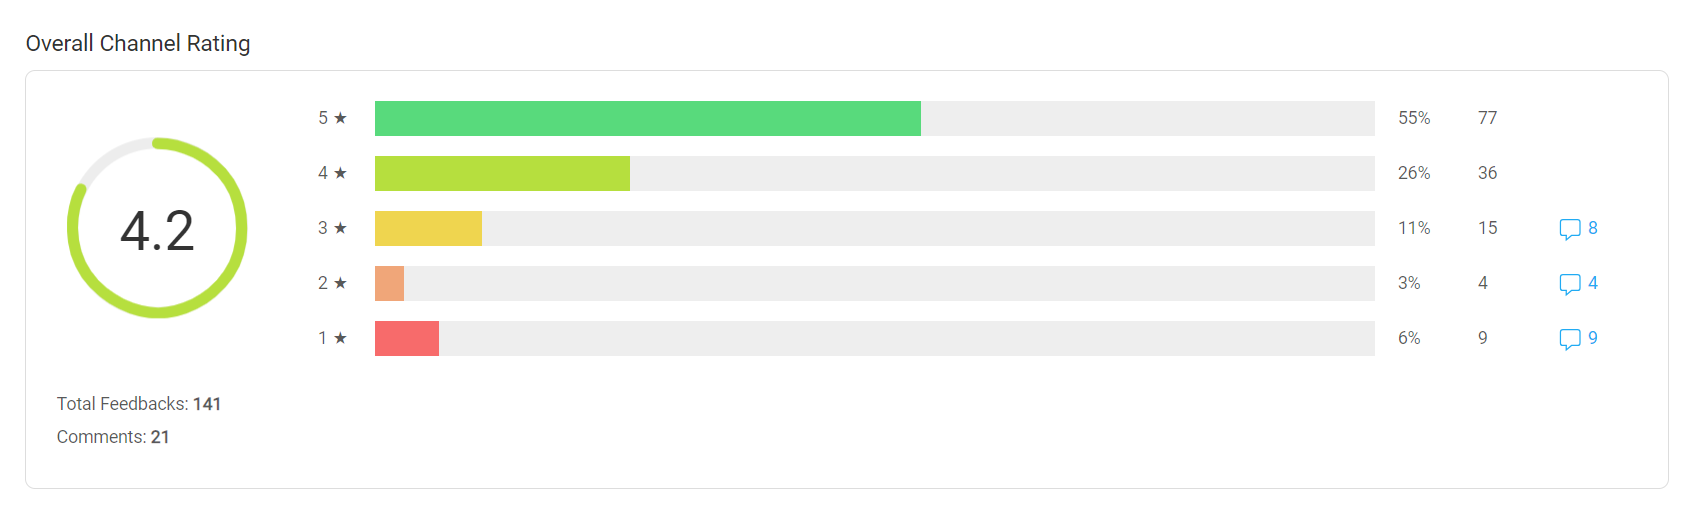 Overall Channel Rating
4.2
5 ★ 55% 77
4 ★ 26% 36
3 ★ 11% 15 8
2 ★ 3% 4 4
1 ★ 6% 9 9
Total Feedbacks: 141
Comments: 21